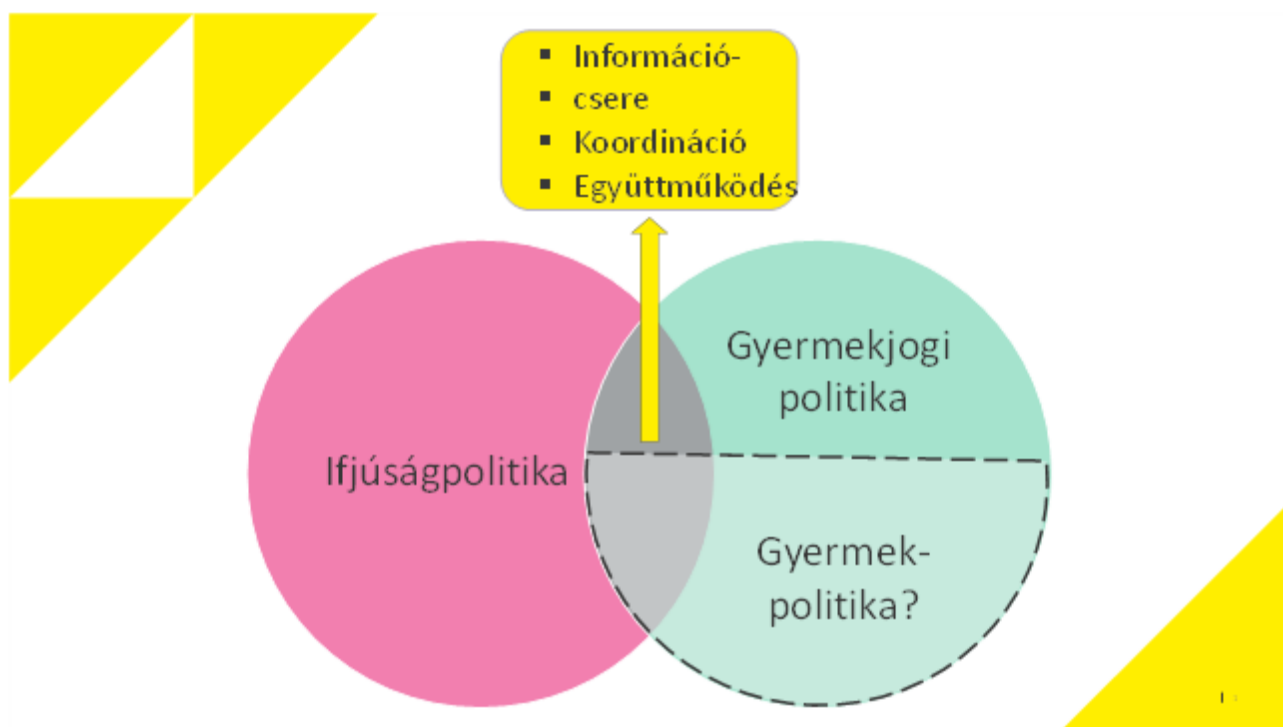 ▪ Információ-
▪ csere
▪ Koordináció
▪ Együttműködés
Gyermekjogi
politika
Ifjúságpolitika
Gyermek-
politika?